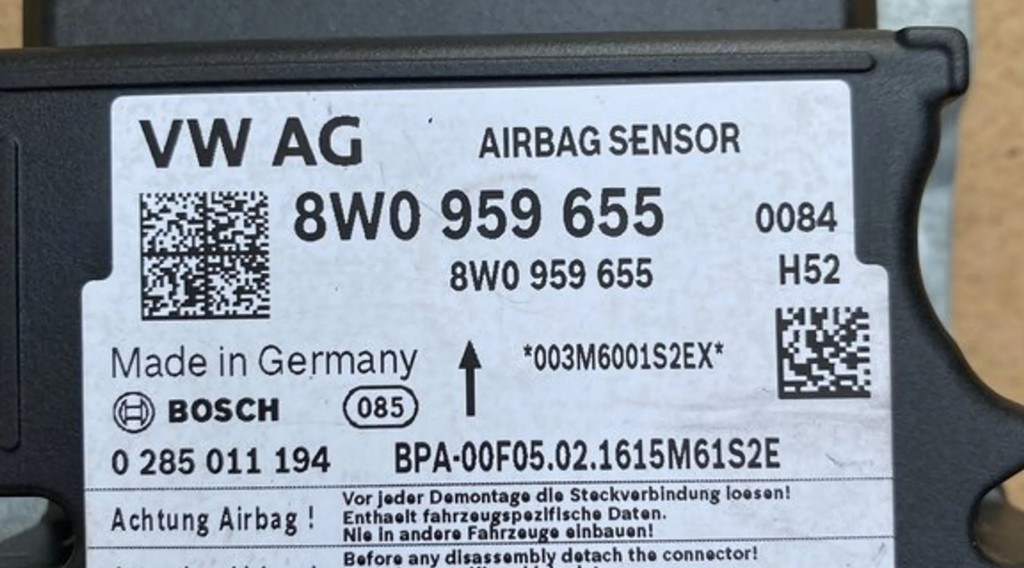 VW AG AIRBAG SENSOR
8W0 959 655 0084
8W0 959 655 H52
Made in Germany *003M6001S2EX*
BOSCH 085
0 285 011 194 BPA-00F05.02.1615M61S2E
Achtung Airbag !
Vor jeder Demontage die Steckverbindung loesen!
Enthaelt fahrzeugspezifische Daten.
Nie in andere Fahrzeuge einbauen!
Before any disassembly detach the connector!